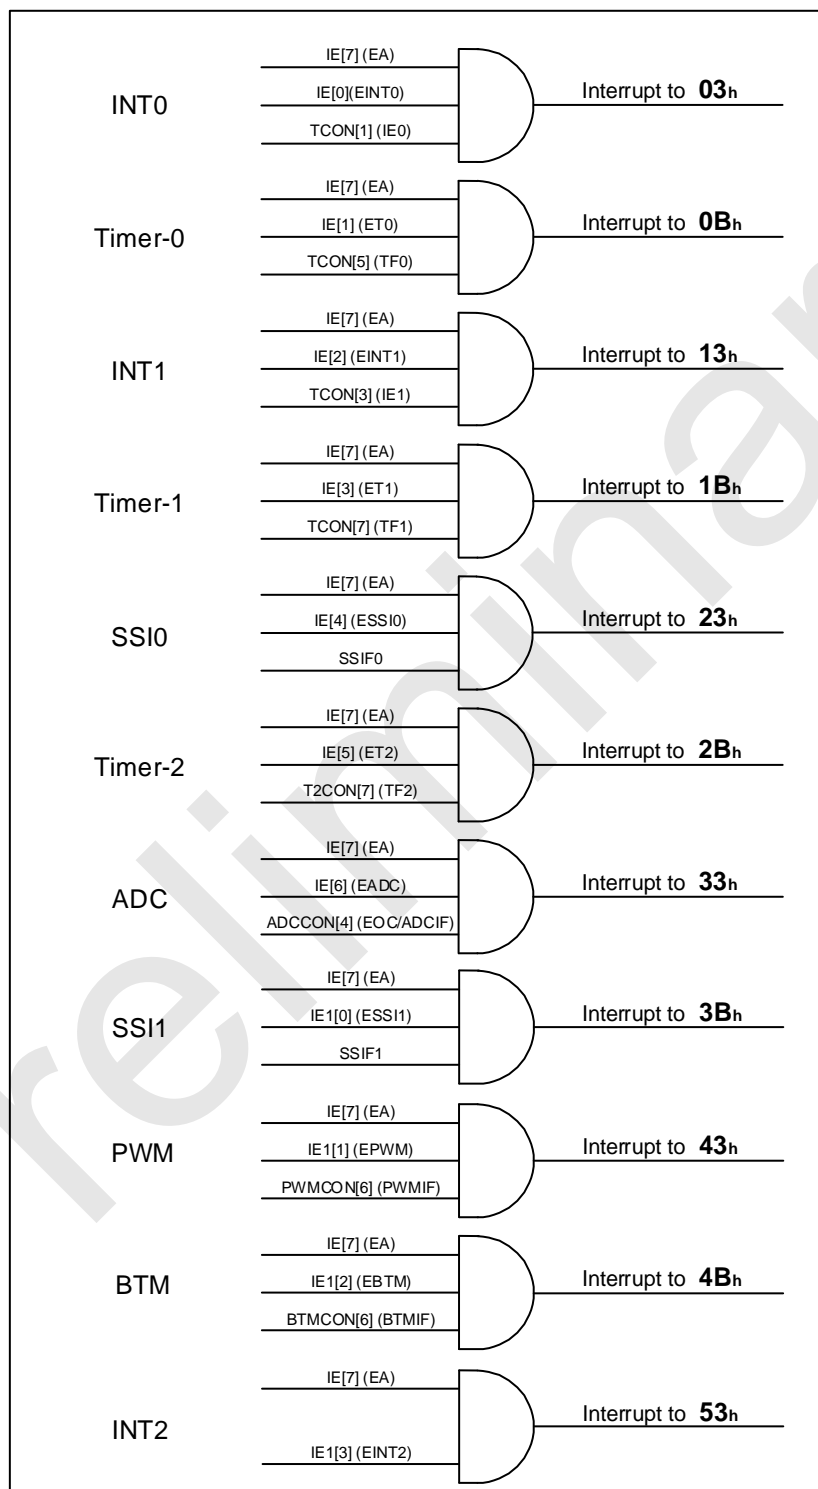 IE[7] (EA)
INT0
IE[0](EINT0)
Interrupt to 03h
TCON[1] (IE0)
IE[7] (EA)
Timer-0
IE[1] (ET0)
Interrupt to 0Bh
TCON[5] (TF0)
IE[7] (EA)
INT1
IE[2] (EINT1)
Interrupt to 13h
TCON[3] (IE1)
IE[7] (EA)
Timer-1
IE[3] (ET1)
Interrupt to 1Bh
TCON[7] (TF1)
IE[7] (EA)
SSI0
IE[4] (ESSI0)
Interrupt to 23h
SSIF0
IE[7] (EA)
Timer-2
IE[5] (ET2)
Interrupt to 2Bh
T2CON[7] (TF2)
IE[7] (EA)
ADC
IE[6] (EADC)
Interrupt to 33h
ADCCON[4] (EOC/ADCIF)
IE[7] (EA)
SSI1
IE1[0] (ESSI1)
Interrupt to 3Bh
SSIF1
IE[7] (EA)
PWM
IE1[1] (EPWM)
Interrupt to 43h
PWMCON[6] (PWMIF)
IE[7] (EA)
BTM
IE1[2] (EBTM)
Interrupt to 4Bh
BTMCON[6] (BTMIF)
IE[7] (EA)
INT2
Interrupt to 53h
IE1[3] (EINT2)
reliminar